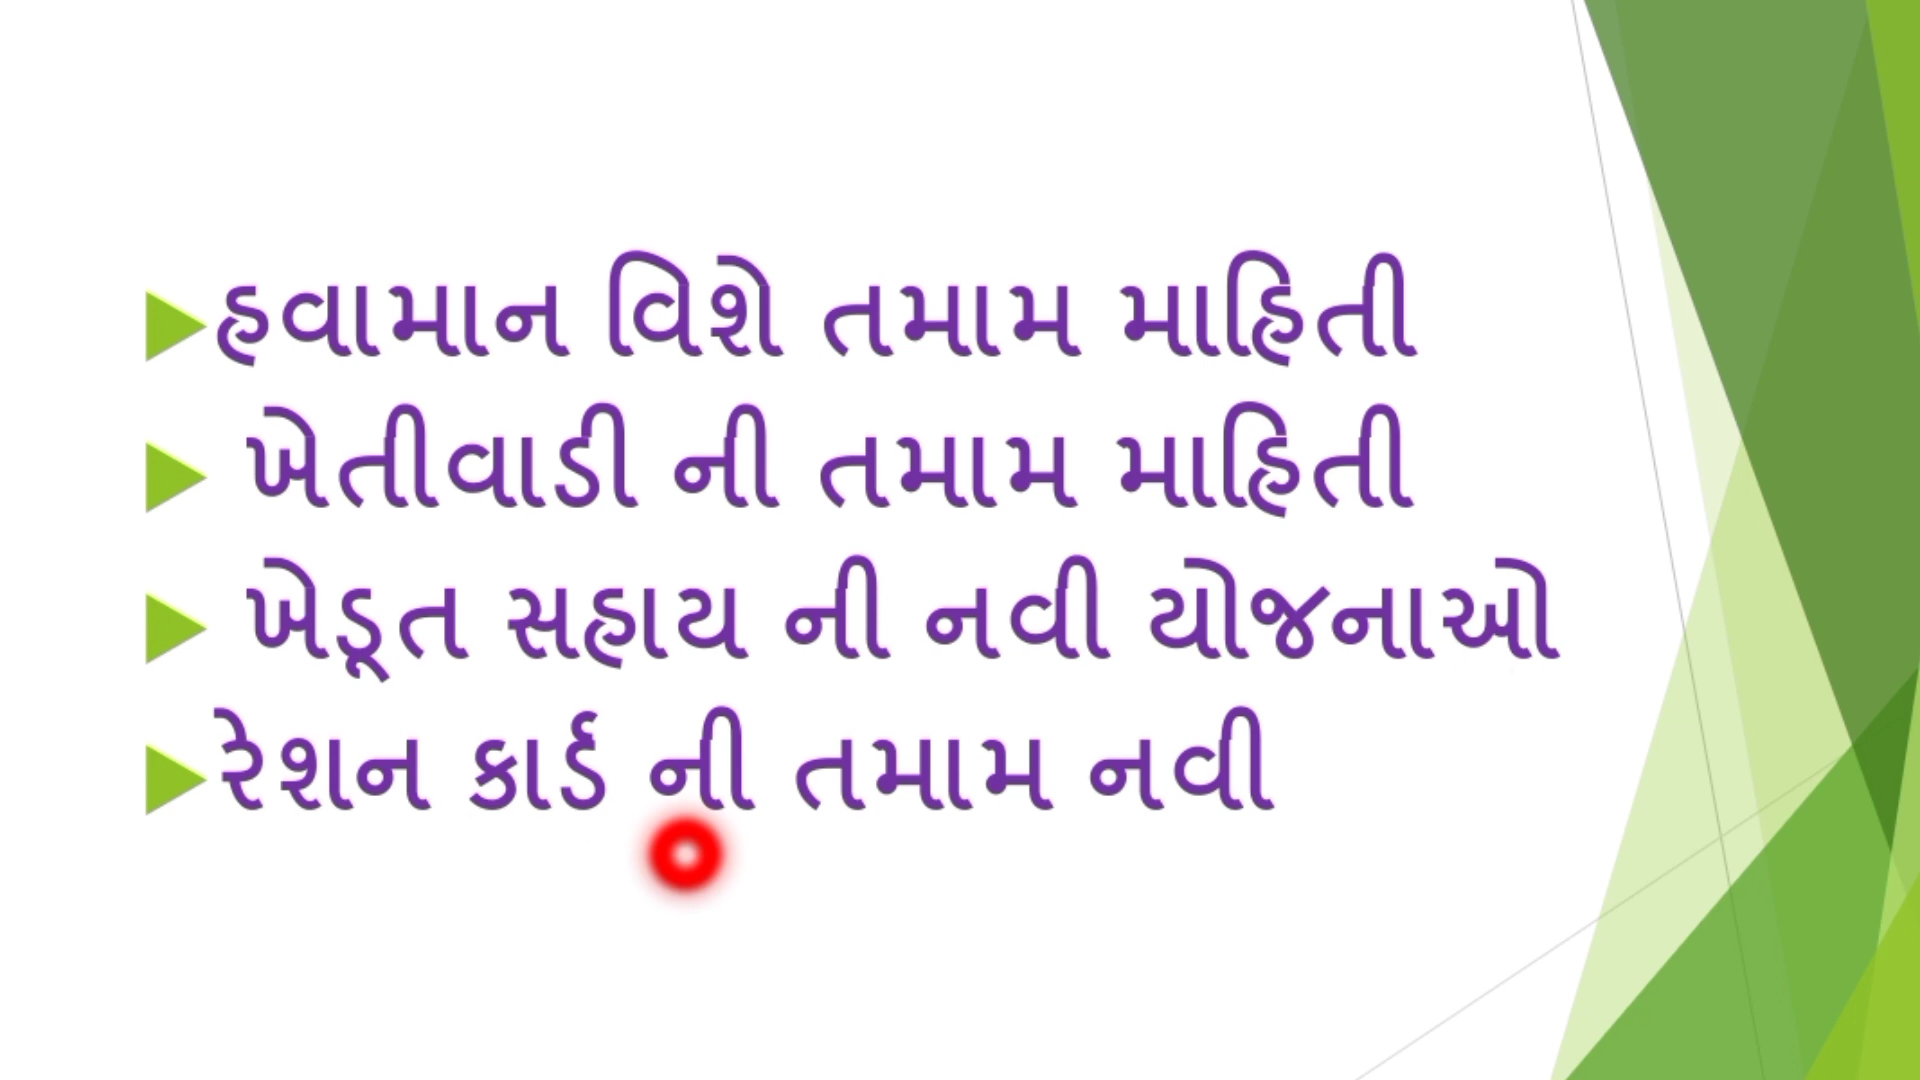 હવામાન વિશે તમામ માહિતી
ખેતીવાડી ની તમામ માહિતી
ખેડૂત સહાય ની નવી યોજનાઓ
રેશન કાર્ડ ની તમામ નવી